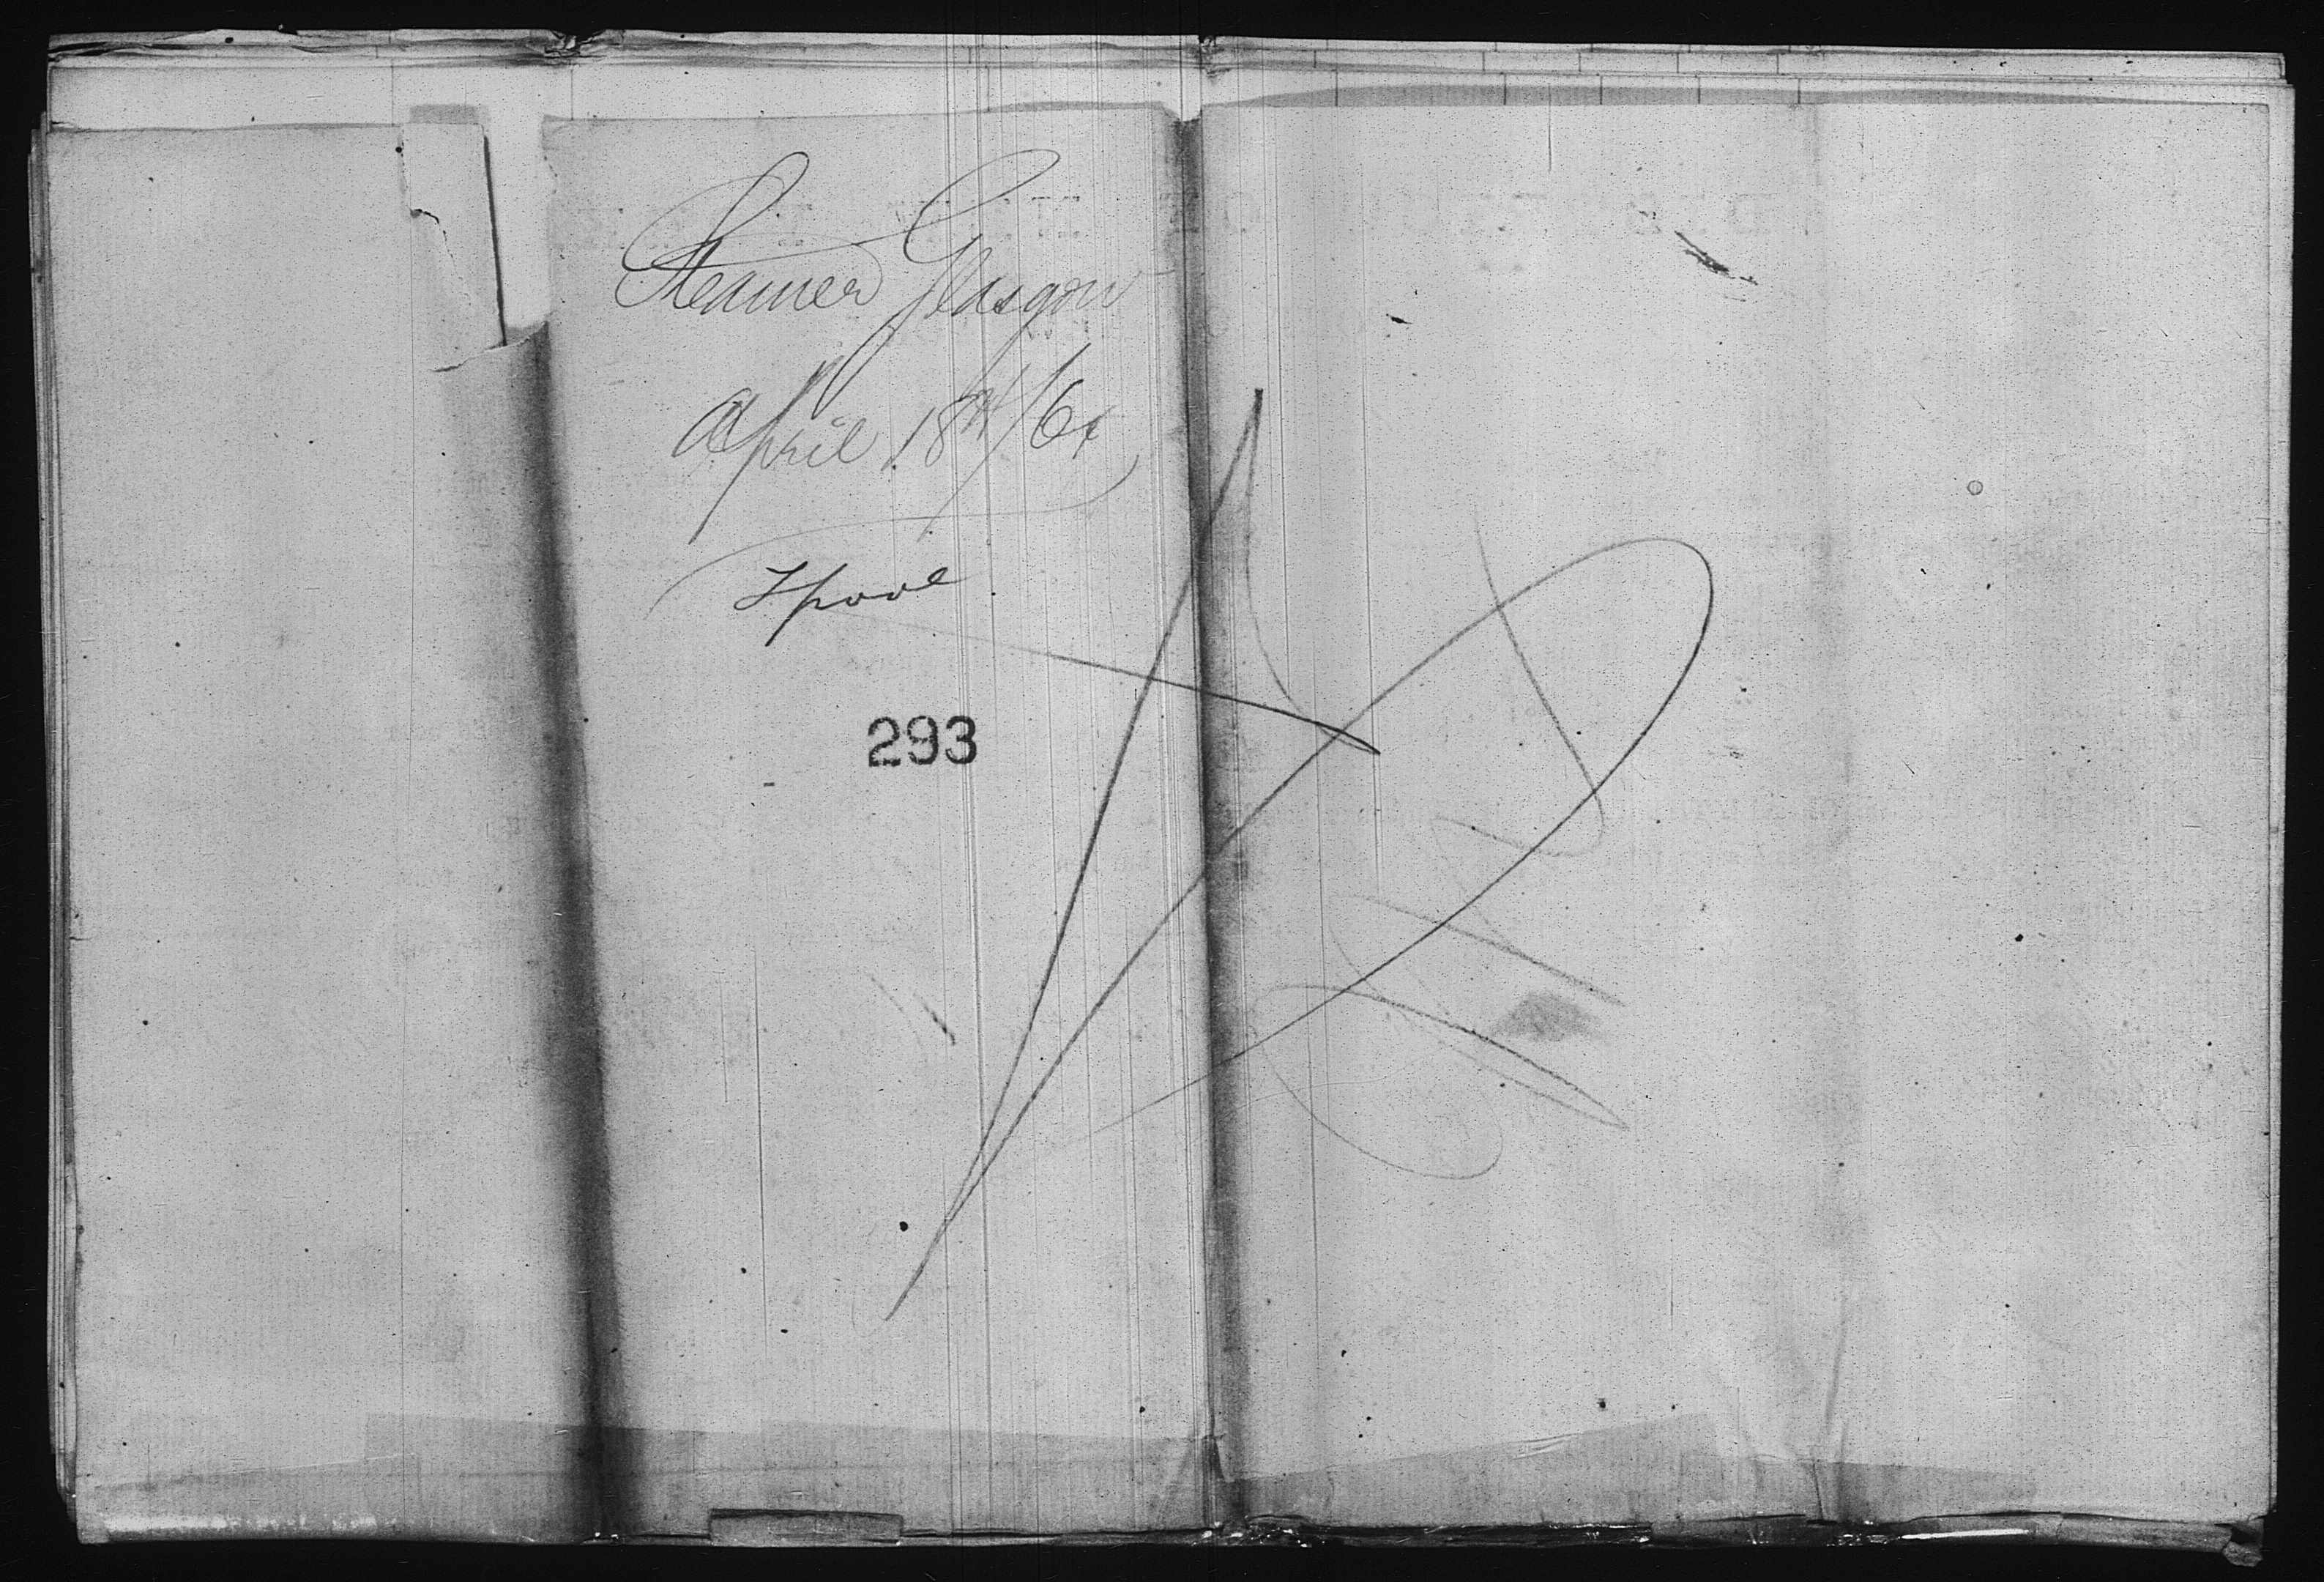 Steamer Glasgow
April 18th/64
Lpool
293